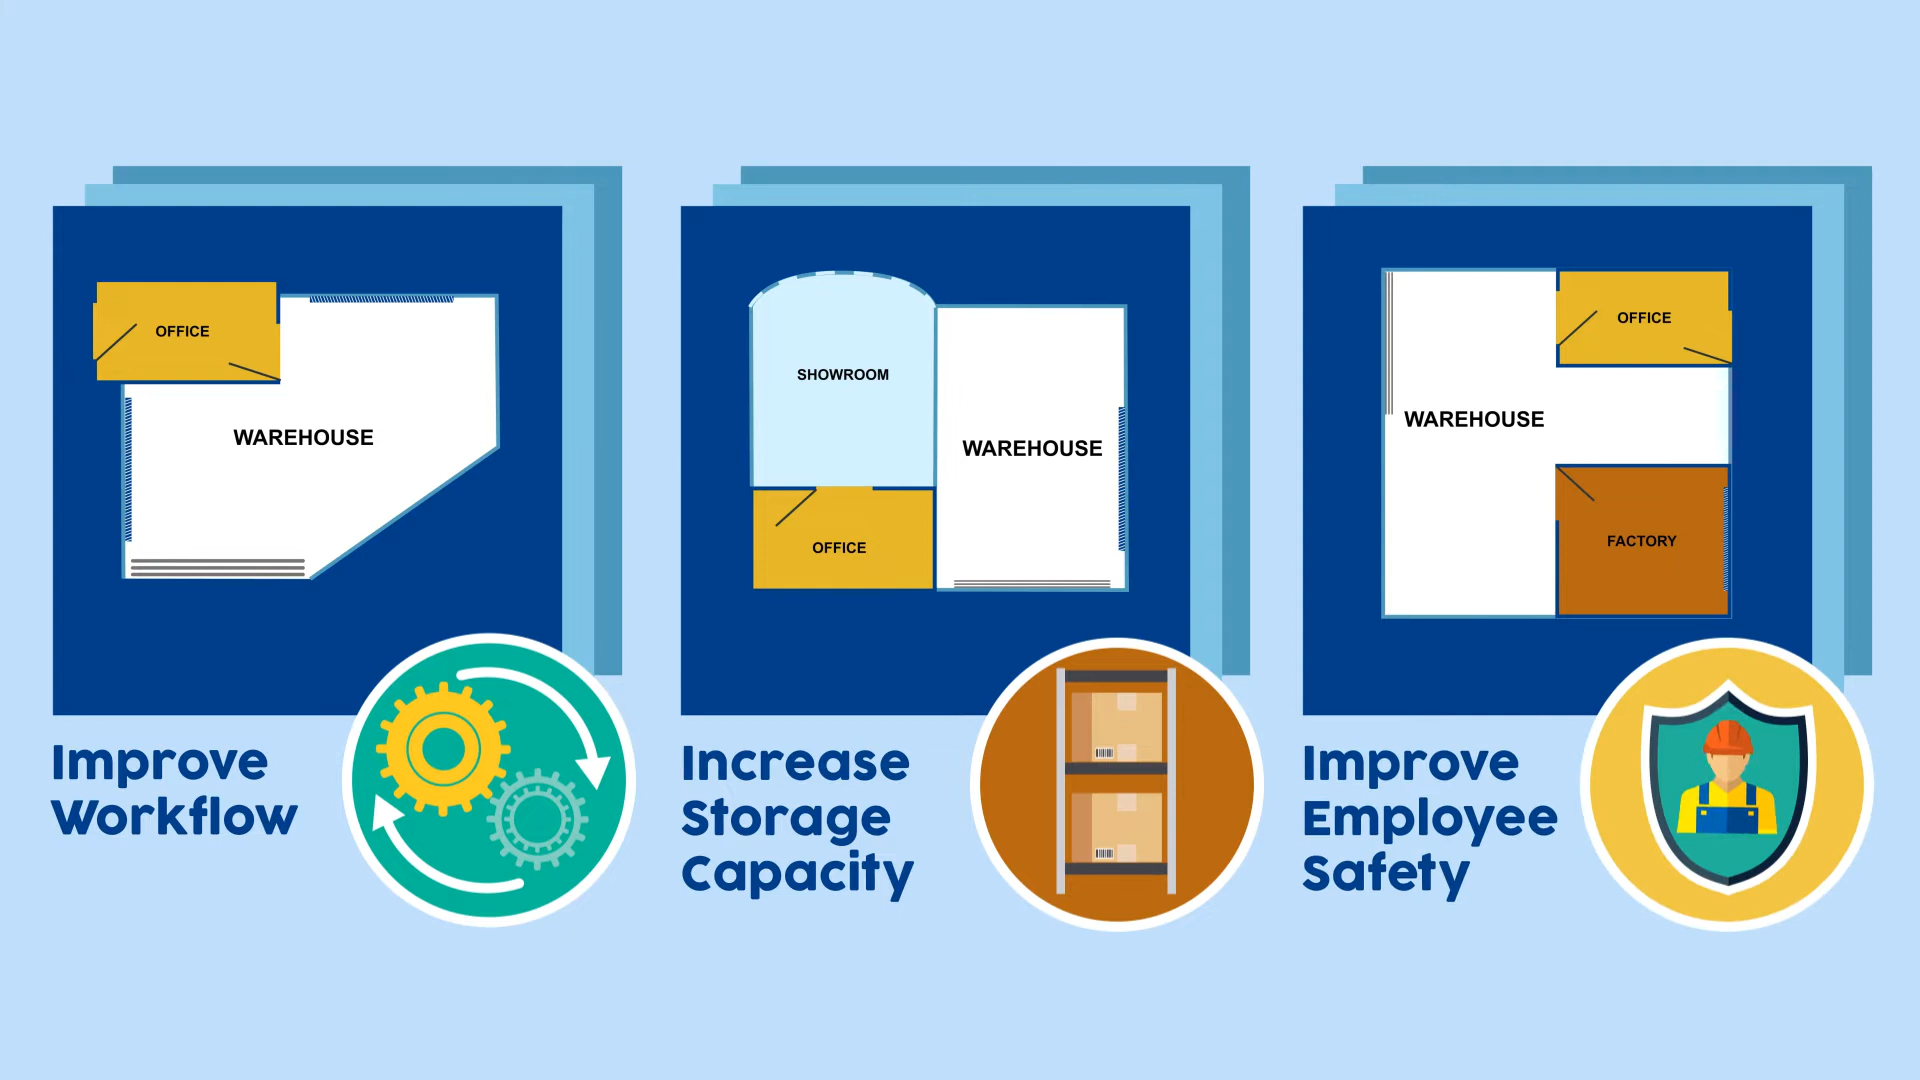 OFFICE
WAREHOUSE
Improve
Workflow
SHOWROOM
WAREHOUSE
OFFICE
Increase
Storage
Capacity
OFFICE
WAREHOUSE
FACTORY
Improve
Employee
Safety